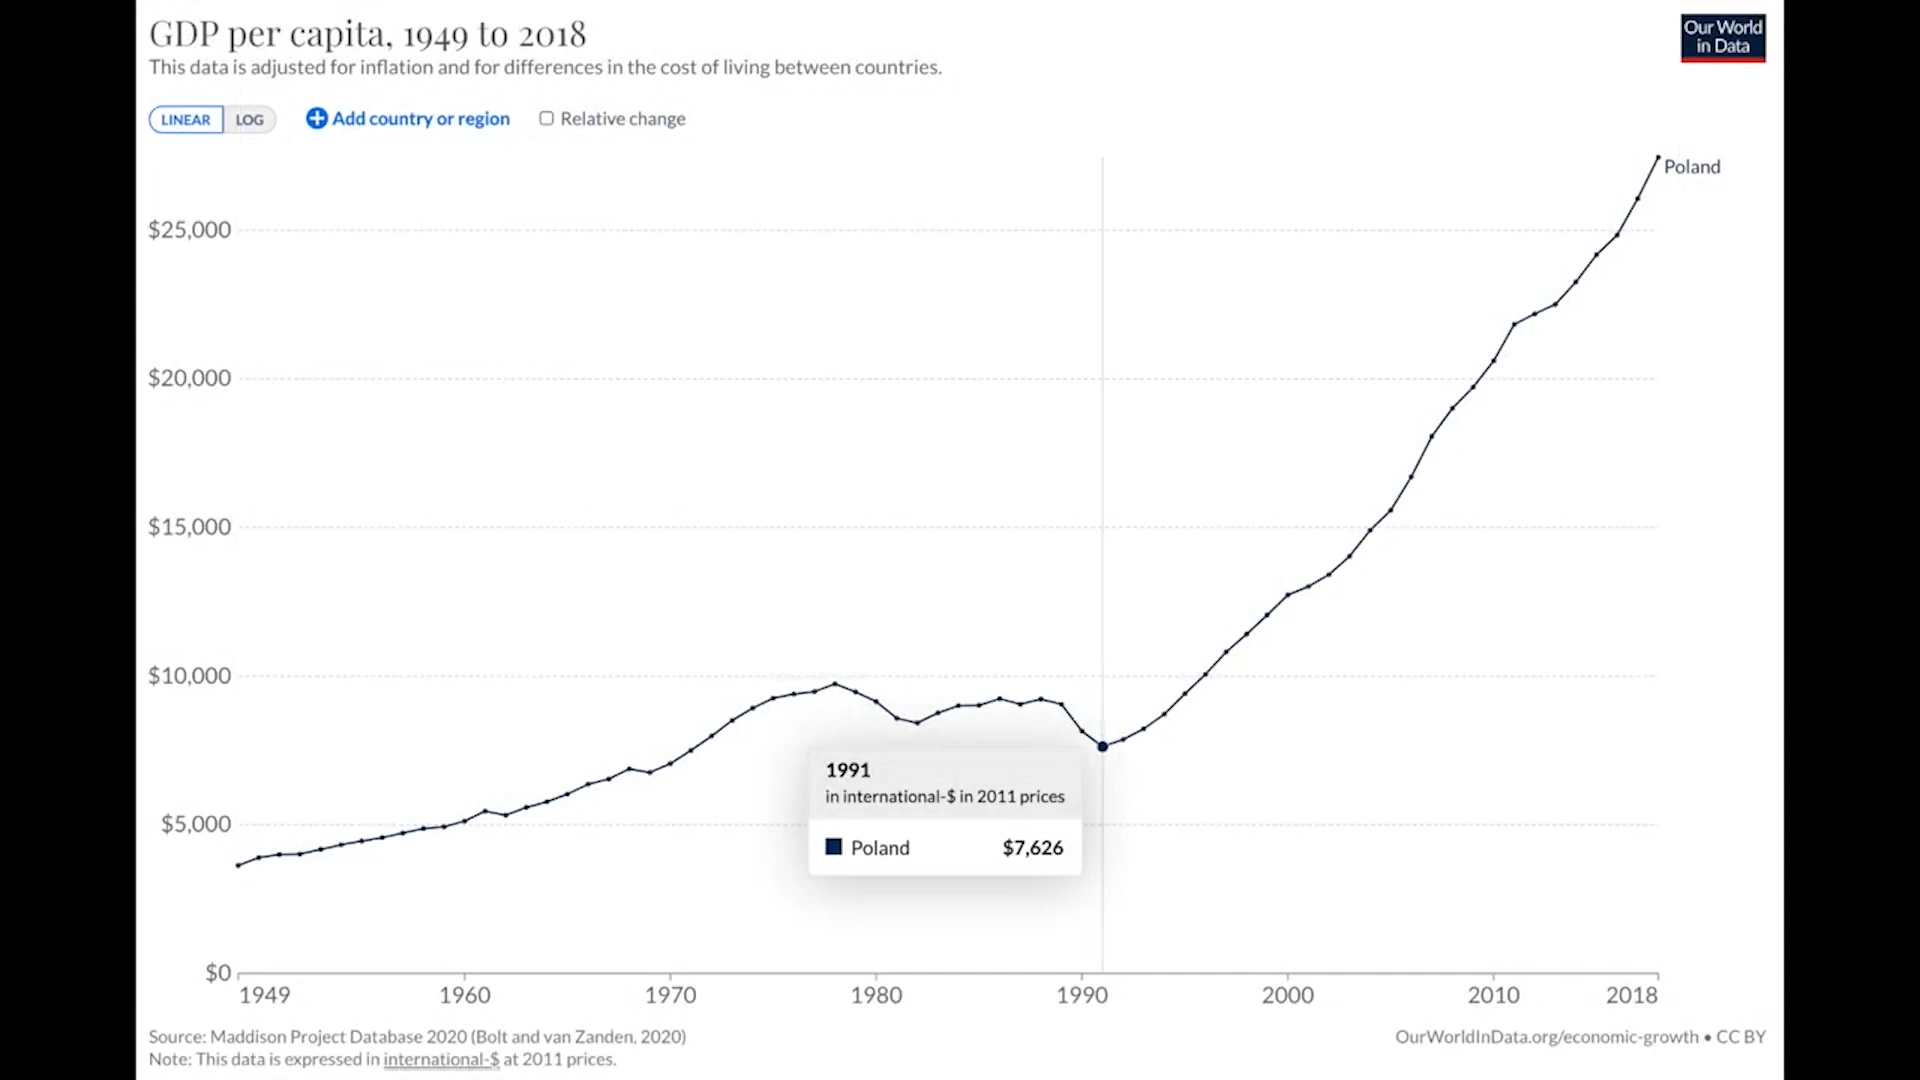 GDP per capita, 1949 to 2018
Our World
in Data
This data is adjusted for inflation and for differences in the cost of living between countries.
LINEAR LOG Add country or region Relative change
Poland
$25,000
$20,000
$15,000
$10,000
$5,000
$0
1991
in international-$ in 2011 prices
Poland $7,626
1949 1960 1970 1980 1990 2000 2010 2018
Source: Maddison Project Database 2020 (Bolt and van Zanden, 2020)
OurWorldInData.org/economic-growth • CC BY
Note: This data is expressed in international-$ at 2011 prices.